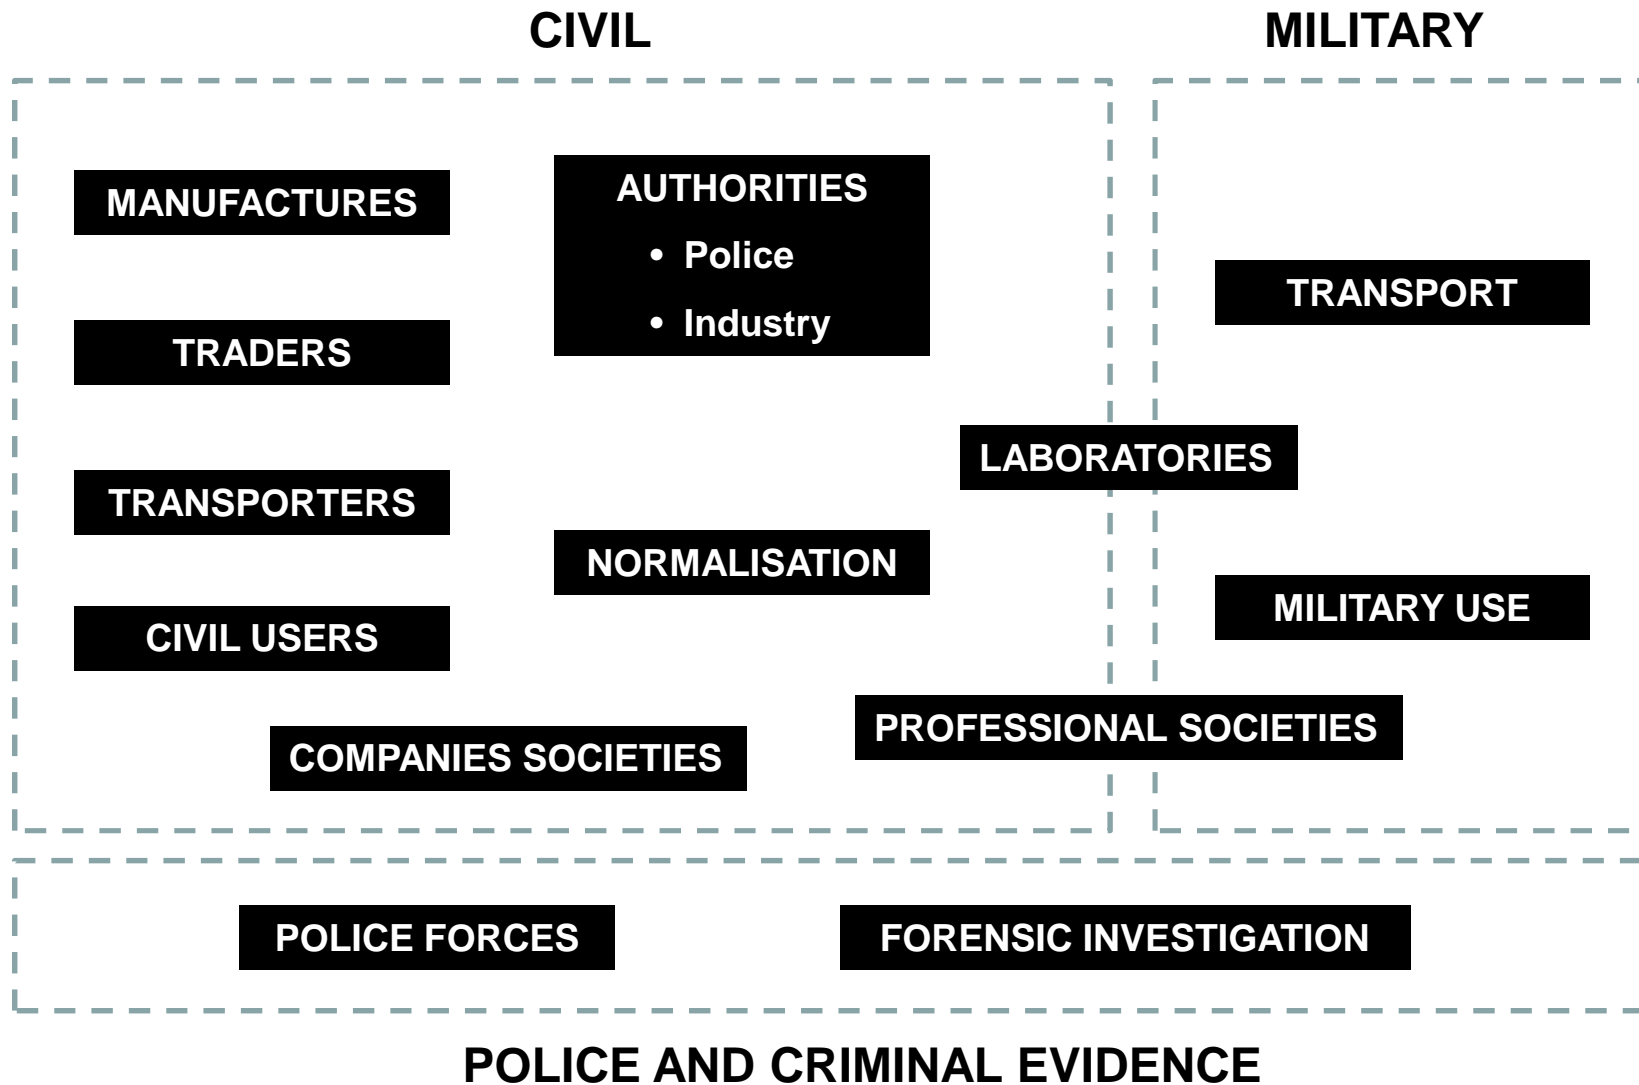 CIVIL
MILITARY
MANUFACTURES
AUTHORITIES
• Police
• Industry
TRADERS
TRANSPORT
LABORATORIES
TRANSPORTERS
NORMALISATION
MILITARY USE
CIVIL USERS
PROFESSIONAL SOCIETIES
COMPANIES SOCIETIES
POLICE FORCES
FORENSIC INVESTIGATION
POLICE AND CRIMINAL EVIDENCE